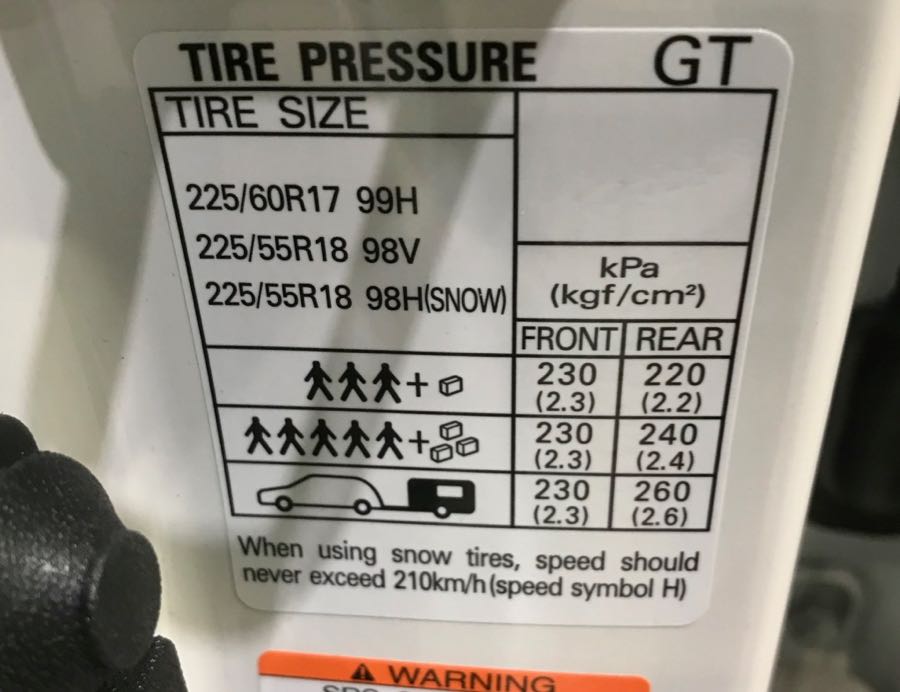 TIRE PRESSURE GT
TIRE SIZE
225/60R17 99H
225/55R18 98V
225/55R18 98H(SNOW)
kPa
(kgf/cm²)
FRONT REAR
+ 230 220
(2.3) (2.2)
+ 230 240
(2.3) (2.4)
230 260
(2.3) (2.6)
When using snow tires, speed should
never exceed 210km/h(speed symbol H)
WARNING